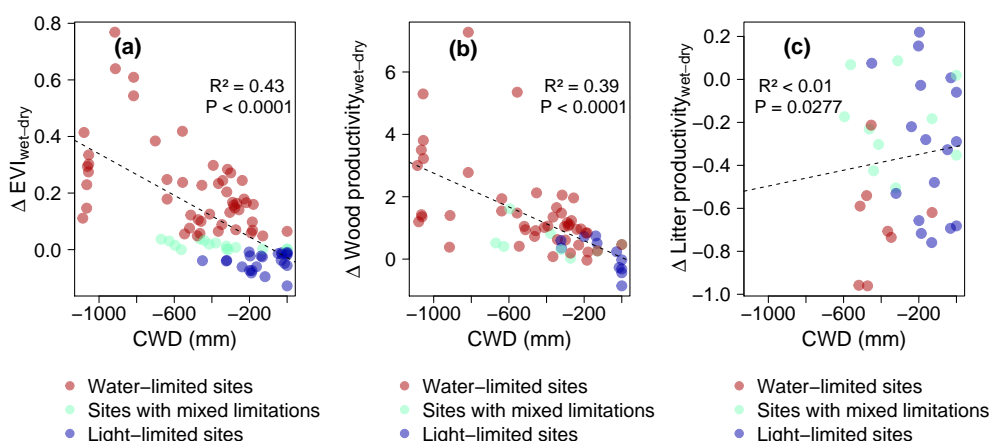 (a)
R² = 0.43
P < 0.0001
Δ EVIwet−dry
0.8
0.6
0.4
0.2
0.0
−1000
−600
−200
CWD (mm)
Water−limited sites
Sites with mixed limitations
Light−limited sites
(b)
R² = 0.39
P < 0.0001
Δ Wood productivitywet−dry
6
4
2
0
−1000
−600
−200
CWD (mm)
Water−limited sites
Sites with mixed limitations
Light−limited sites
(c)
R² < 0.01
P = 0.0277
Δ Litter productivitywet−dry
0.2
0.0
−0.2
−0.4
−0.6
−0.8
−1.0
−1000
−600
−200
CWD (mm)
Water−limited sites
Sites with mixed limitations
Light−limited sites